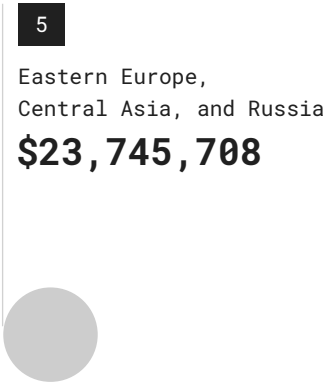 5
Eastern Europe,
Central Asia, and Russia
$23,745,708